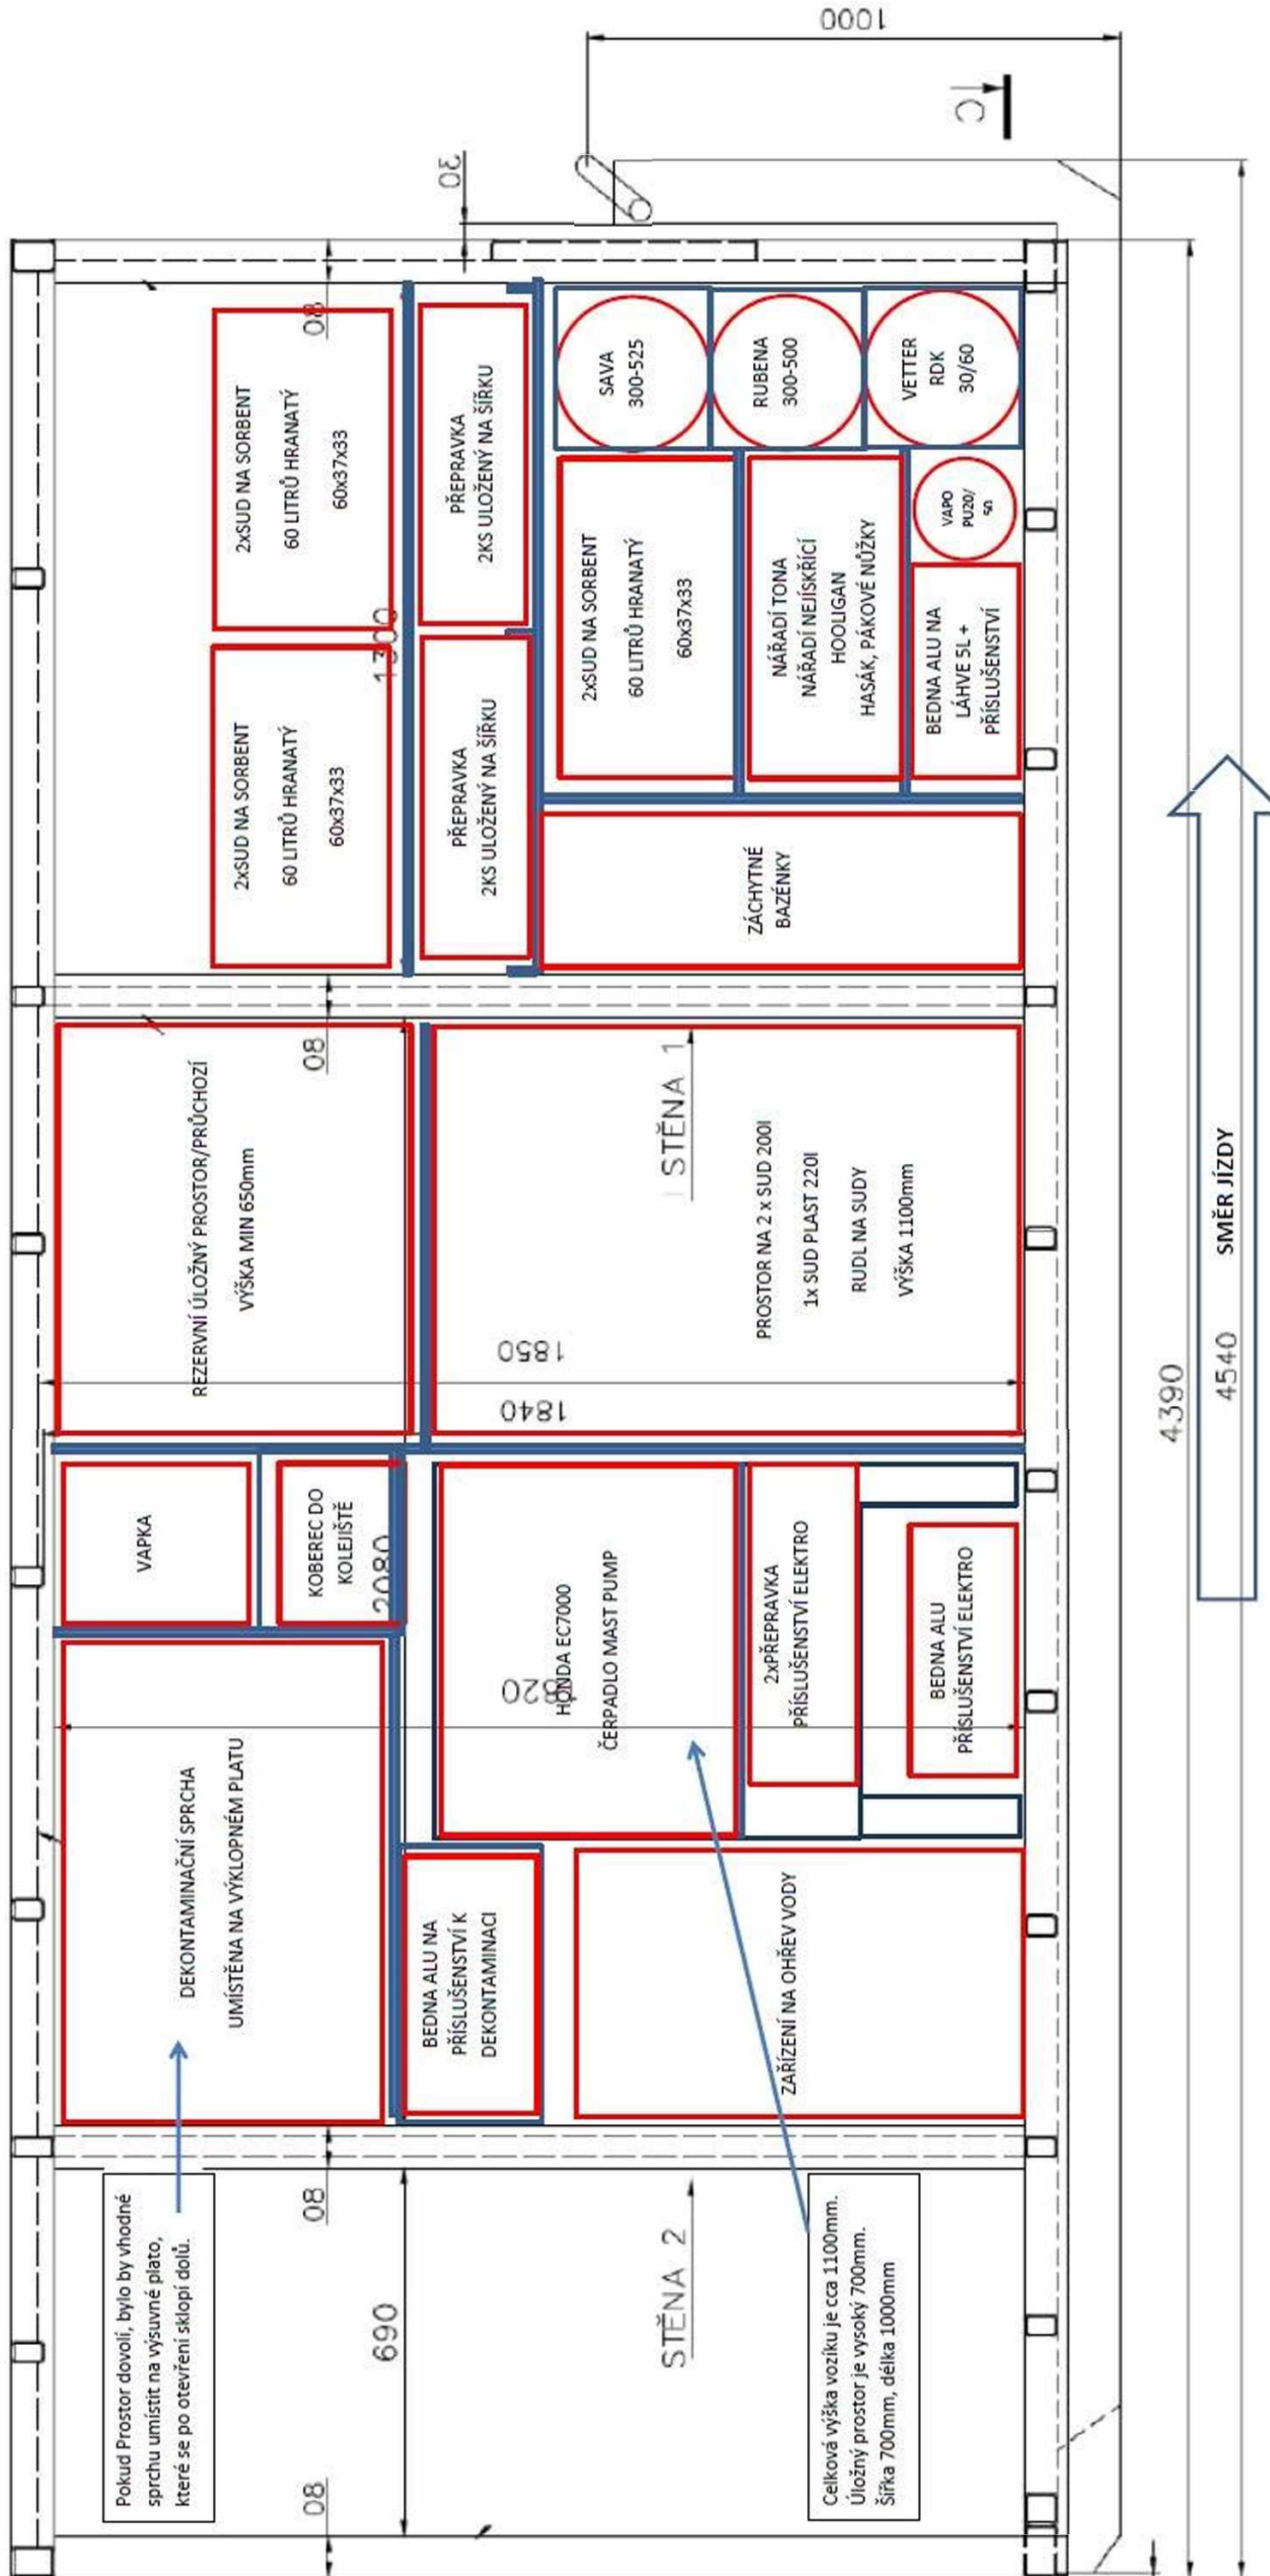 Pokud Prostor dovolí, bylo by vhodné
sprchu umístit na výsuvné plato,
které se po otevření sklopí dolů.
DEKONTAMINAČNÍ SPRCHA
UMÍSTĚNA NA VÝKLOPNÉM PLATU
VAPKA
KOBEREC DO
KOLEJIŠTĚ
REZERVNÍ ÚLOŽNÝ PROSTOR/PRŮCHOZÍ
VÝŠKA MIN 650mm
2xSUD NA SORBENT
60 LITRŮ HRANATÝ
60x37x33
2xSUD NA SORBENT
60 LITRŮ HRANATÝ
60x37x33
80
80
80
80
690
2080
1300
30
BEDNA ALU NA
PŘÍSLUŠENSTVÍ K
DEKONTAMINACI
PŘEPRAVKA
2KS ULOŽENÝ NA ŠÍŘKU
PŘEPRAVKA
2KS ULOŽENÝ NA ŠÍŘKU
HONDA EC7000
ČERPADLO MAST PUMP
1840
1850
STĚNA 2
STĚNA 1
2xSUD NA SORBENT
60 LITRŮ HRANATÝ
60x37x33
SAVA
300-525
ZAŘÍZENÍ NA OHŘEV VODY
2xPŘEPRAVKA
PŘÍSLUŠENSTVÍ ELEKTRO
PROSTOR NA 2 x SUD 200l
1x SUD PLAST 220l
RUDL NA SUDY
VÝŠKA 1100mm
ZÁCHYTNÉ
BAZÉNKY
NÁŘADÍ TONA
NÁŘADÍ NEJÍSKŘÍCÍ
HOOLIGAN
HASÁK, PÁKOVÉ NŮŽKY
RUBENA
300-500
Celková výška vozíku je cca 1100mm.
Úložný prostor je vysoký 700mm.
Šířka 700mm, délka 1000mm
BEDNA ALU
PŘÍSLUŠENSTVÍ ELEKTRO
BEDNA ALU NA
LÁHVE 5L +
PŘÍSLUŠENSTVÍ
VAPO
PU20/
50
VETTER
RDK
30/60
1000
C
4390
4540
SMĚR JÍZDY